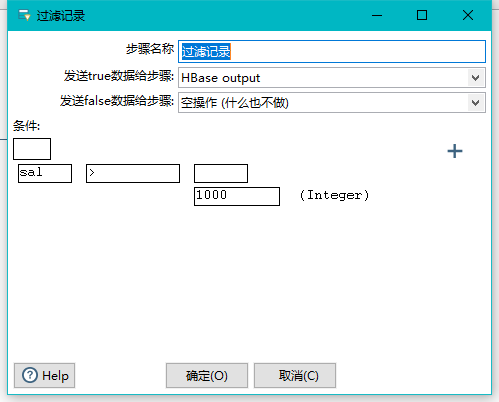 过滤记录
步骤名称 过滤记录
发送true数据给步骤: HBase output
发送false数据给步骤: 空操作 (什么也不做)
条件:
sal >
1000 (Integer)
Help 确定(O) 取消(C)